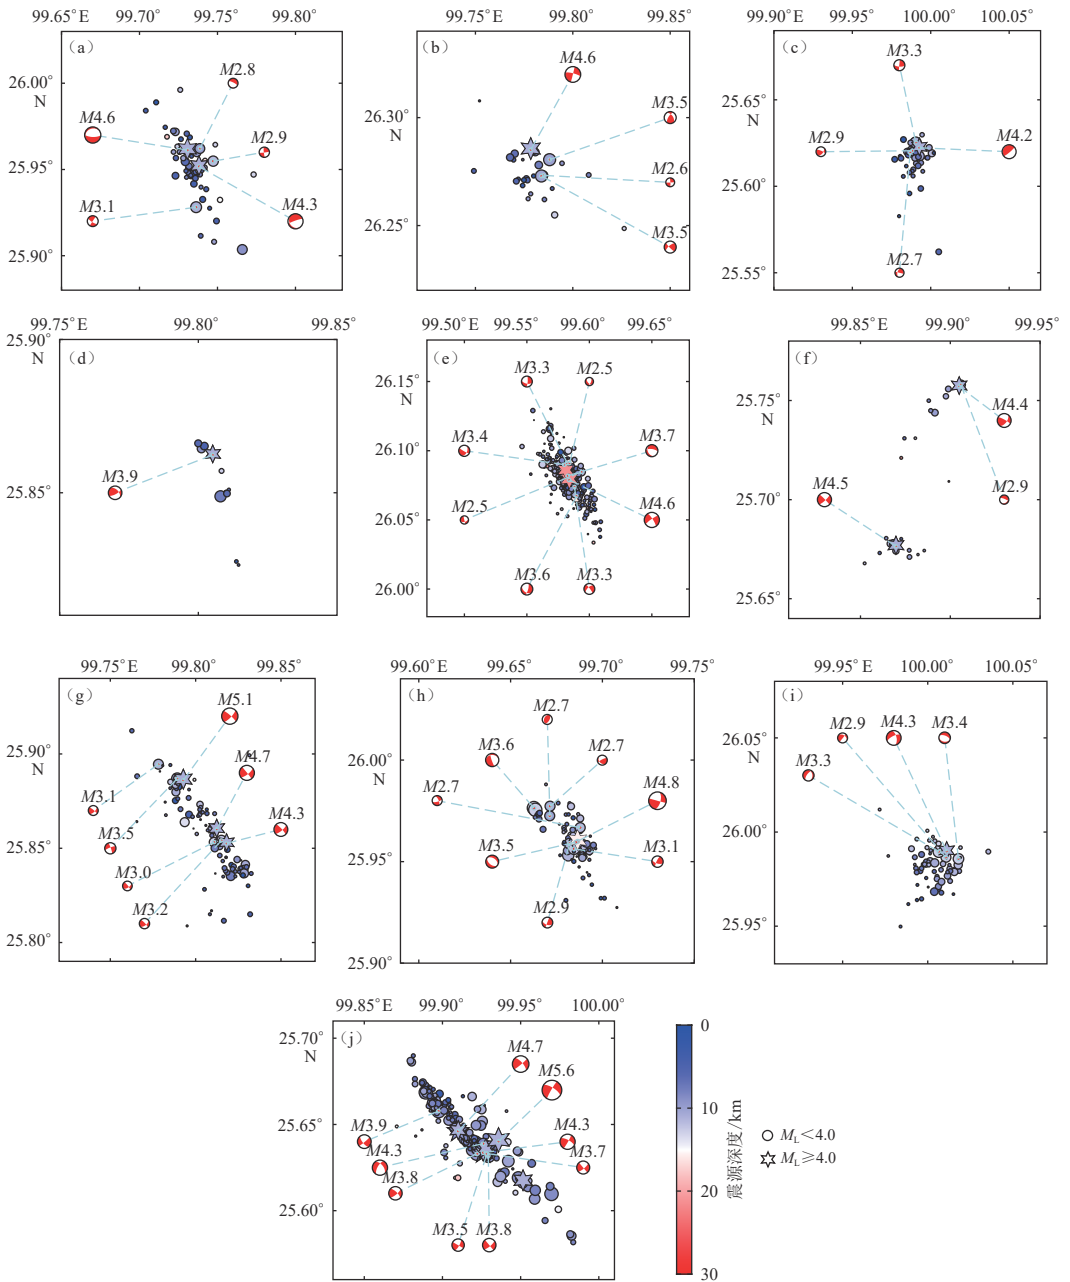 99.65°E 99.70° 99.75° 99.80°
(a)
26.00°
N
25.95°
25.90°
M2.8
M4.6
M2.9
M3.1
M4.3
99.75°E 99.80° 99.85°
(b)
26.30°
N
26.25°
M4.6
M3.5
M2.6
M3.5
99.90°E 99.95° 100.00° 100.05°
(c)
25.65°
N
25.60°
25.55°
M3.3
M2.9
M4.2
M2.7
99.75°E 99.80° 99.85°
25.90°
N
(d)
25.85°
M3.9
99.50°E 99.55° 99.60° 99.65°
(e)
26.15°
N
26.10°
26.05°
26.00°
M3.3 M2.5
M3.4 M3.7
M2.5 M4.6
M3.6 M3.3
99.85°E 99.90° 99.95°
(f)
25.75°
N
25.70°
25.65°
M4.4
M4.5
M2.9
99.75°E 99.80° 99.85°
(g)
25.90°
N
25.85°
25.80°
M5.1
M4.7
M3.1
M4.3
M3.5
M3.0
M3.2
99.60°E 99.65° 99.70° 99.75°
(h)
26.00°
N
25.95°
25.90°
M2.7
M3.6 M2.7
M2.7 M4.8
M3.5 M3.1
M2.9
99.95°E 100.00° 100.05°
(i)
26.05°
N
26.00°
25.95°
M2.9 M4.3 M3.4
M3.3
99.85°E 99.90° 99.95° 100.00°
25.70°
N
(j)
25.65°
25.60°
M4.7
M5.6
M3.9 M4.3
M4.3 M3.7
M3.8
M3.5 M3.8
0
10
20
30
震源深度/km
M_L<4.0
M_L≥4.0